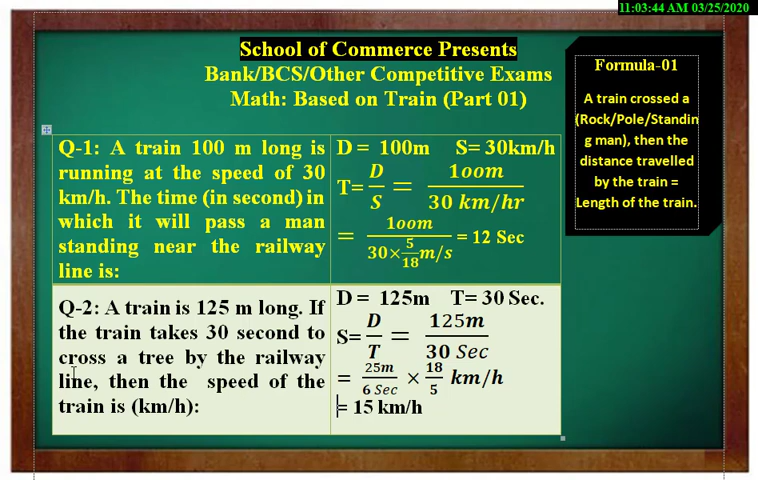 11:03:44 AM 03/25/2020
School of Commerce Presents
Bank/BCS/Other Competitive Exams
Math: Based on Train (Part 01)
Formula-01
A train crossed a
(Rock/Pole/Standin
g man), then the
distance travelled
by the train =
Length of the train.
Q-1: A train 100 m long is
running at the speed of 30
km/h. The time (in second) in
which it will pass a man
standing near the railway
line is:
D = 100m S= 30km/h
T= D/S = 1oom/30 km/hr
= 1oom/30×5/18 m/s = 12 Sec
Q-2: A train is 125 m long. If
the train takes 30 second to
cross a tree by the railway
line, then the speed of the
train is (km/h):
D = 125m T= 30 Sec.
S= D/T = 125m/30 Sec
= 25m/6 Sec × 18/5 km/h
= 15 km/h